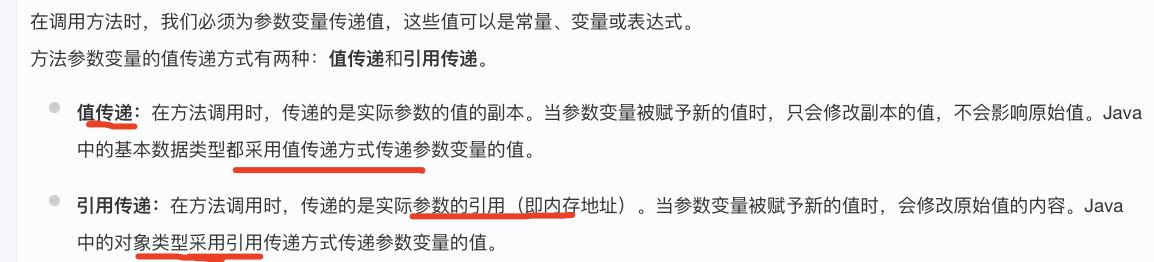 在调用方法时，我们必须为参数变量传递值，这些值可以是常量、变量或表达式。
方法参数变量的值传递方式有两种：值传递和引用传递。
值传递：在方法调用时，传递的是实际参数的值的副本。当参数变量被赋予新的值时，只会修改副本的值，不会影响原始值。Java
中的基本数据类型都采用值传递方式传递参数变量的值。
引用传递：在方法调用时，传递的是实际参数的引用（即内存地址）。当参数变量被赋予新的值时，会修改原始值的内容。Java
中的对象类型采用引用传递方式传递参数变量的值。